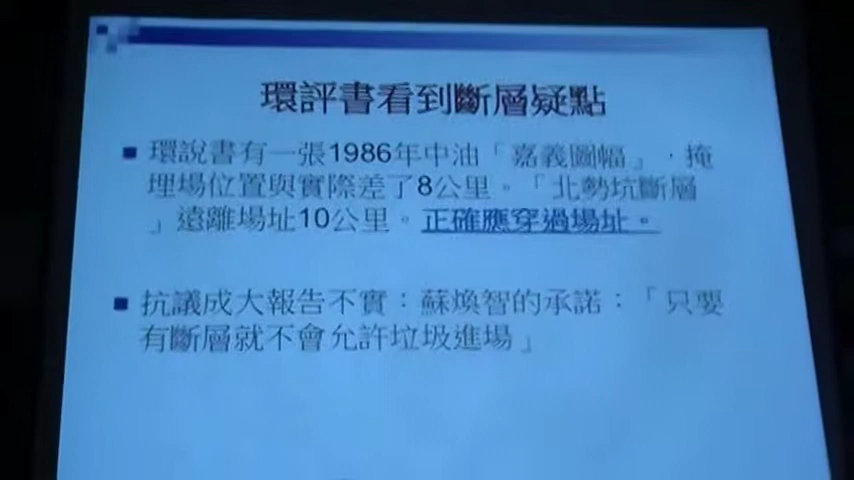 環評書看到斷層疑點
環說書有一張1986年中油「嘉義圖幅」，掩
埋場位置與實際差了8公里。「北勢坑斷層
」遠離場址10公里。正確應穿過場址。
抗議成大報告不實：蘇煥智的承諾：「只要
有斷層就不會允許垃圾進場」